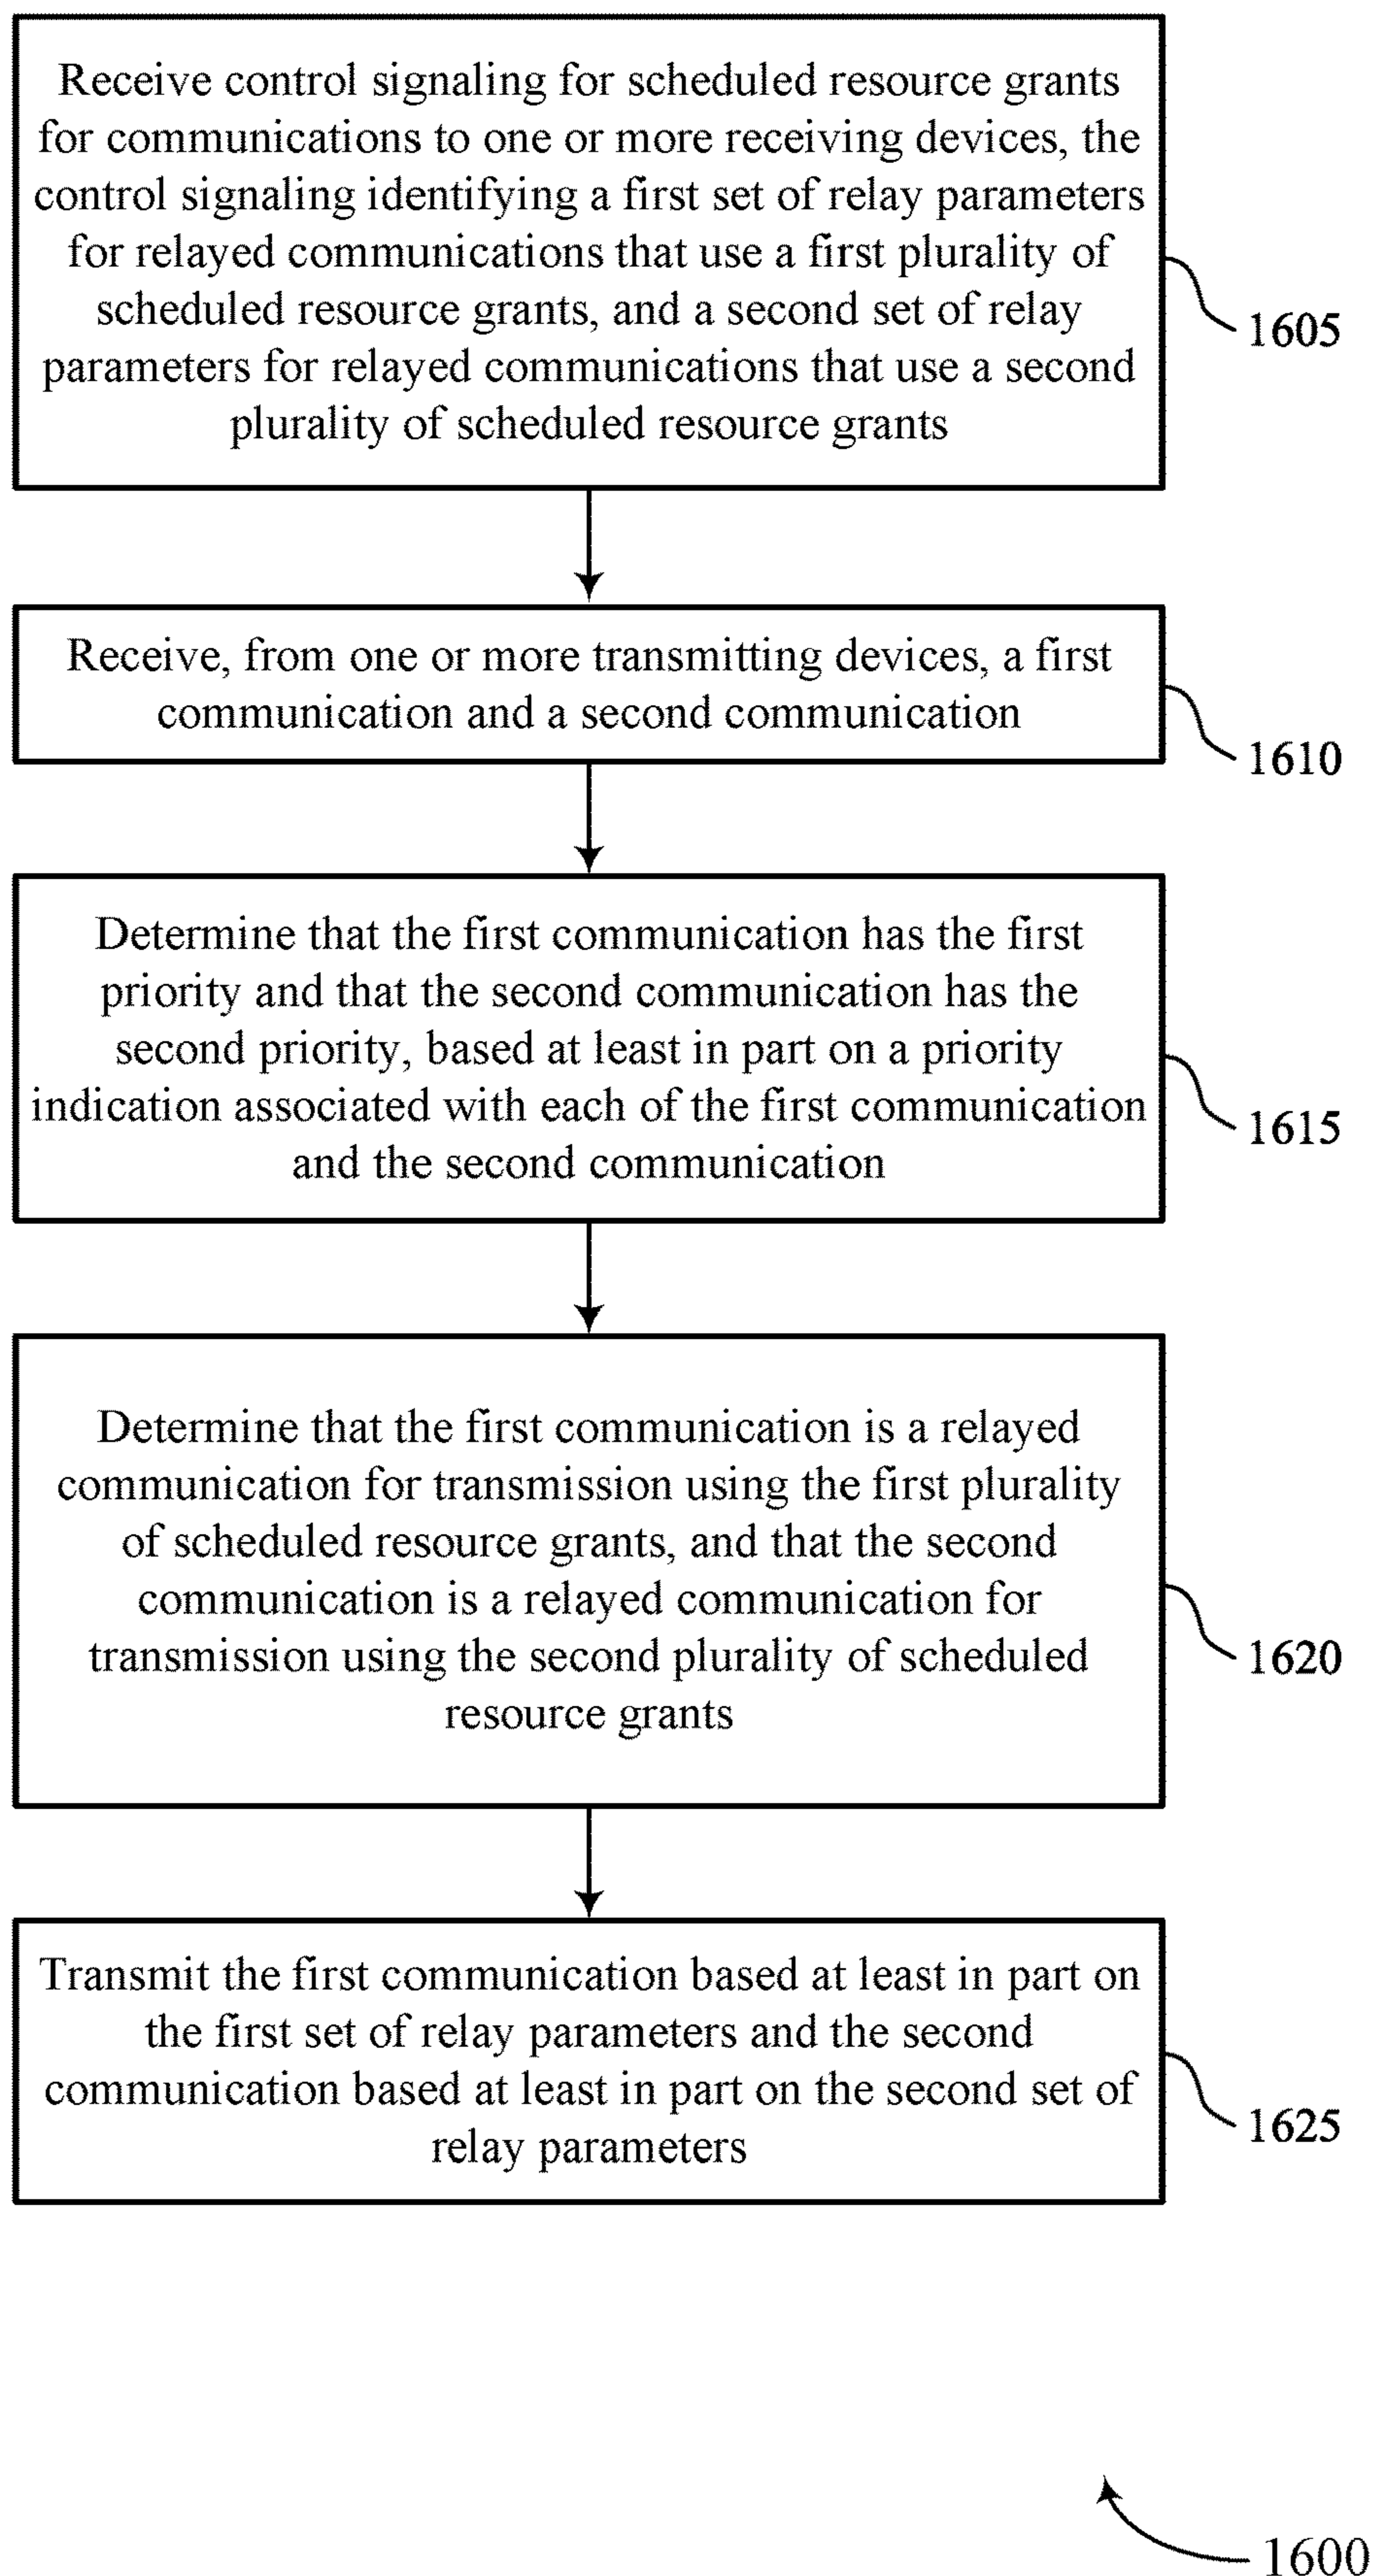 Receive control signaling for scheduled resource grants
for communications to one or more receiving devices, the
control signaling identifying a first set of relay parameters
for relayed communications that use a first plurality of
scheduled resource grants, and a second set of relay
parameters for relayed communications that use a second
plurality of scheduled resource grants
1605
Receive, from one or more transmitting devices, a first
communication and a second communication
1610
Determine that the first communication has the first
priority and that the second communication has the
second priority, based at least in part on a priority
indication associated with each of the first communication
and the second communication
1615
Determine that the first communication is a relayed
communication for transmission using the first plurality
of scheduled resource grants, and that the second
communication is a relayed communication for
transmission using the second plurality of scheduled
resource grants
1620
Transmit the first communication based at least in part on
the first set of relay parameters and the second
communication based at least in part on the second set of
relay parameters
1625
1600